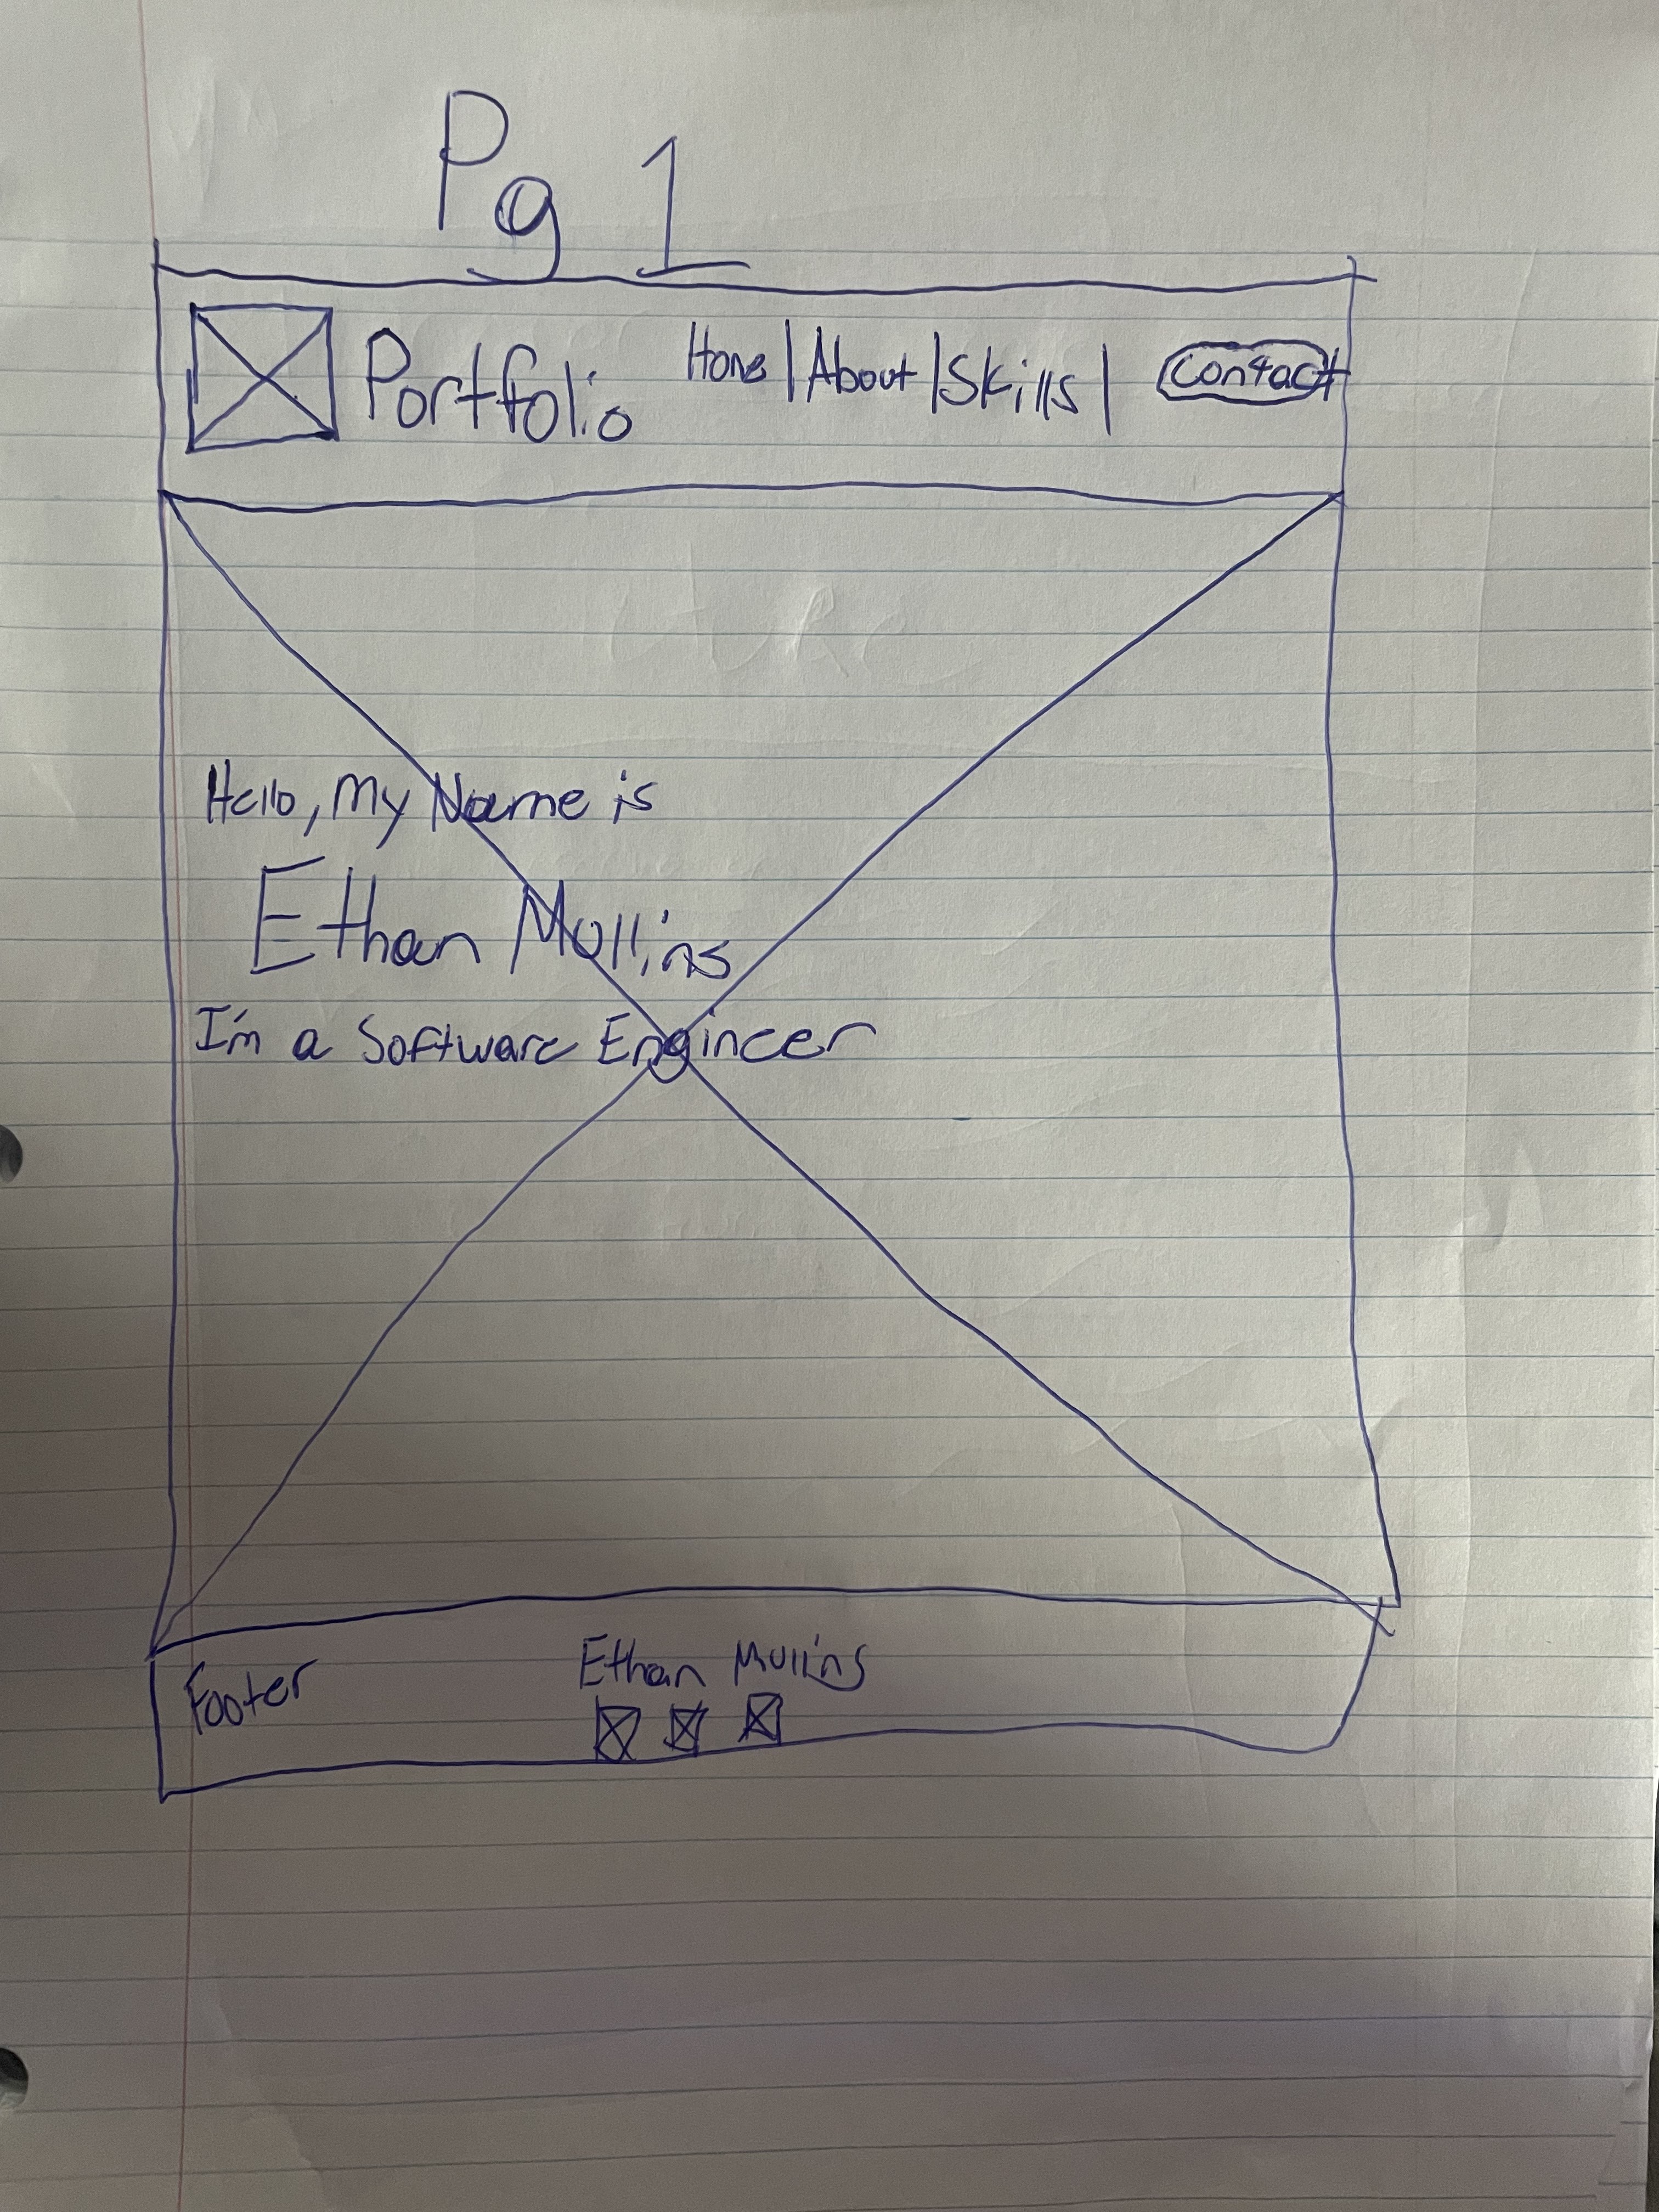 Pg 1
Portfolio Home | About | Skills | Contact
Hello, My Name is
Ethan Mullins
I'm a Software Engineer
Footer
Ethan Mullins